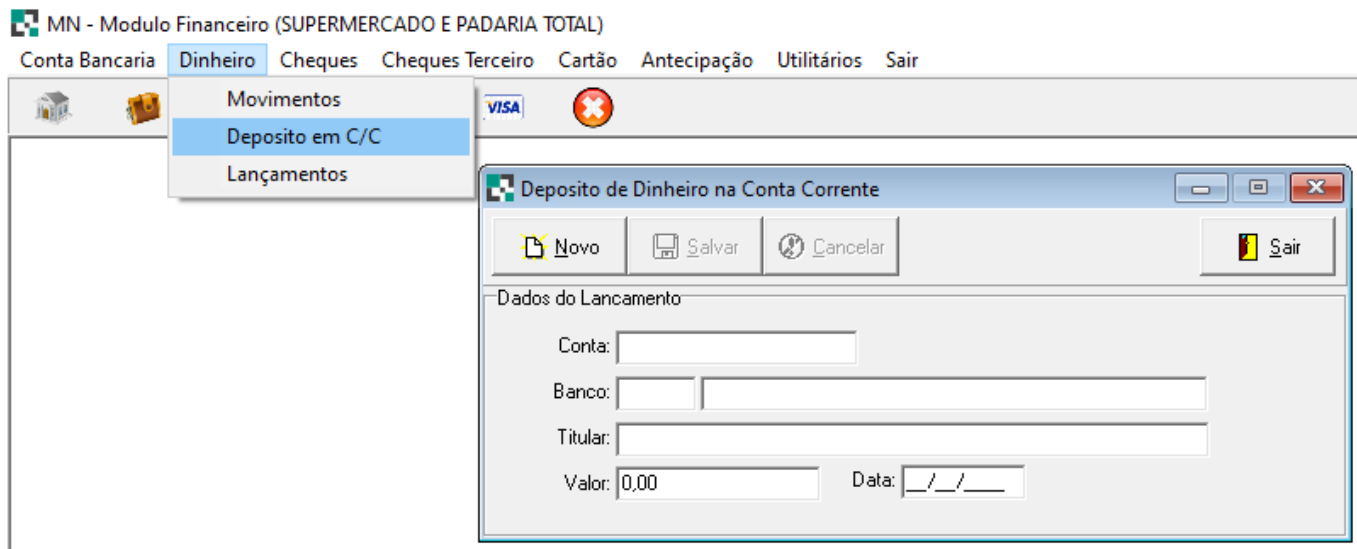 MN - Modulo Financeiro (SUPERMERCADO E PADARIA TOTAL)
Conta Bancaria Dinheiro Cheques Cheques Terceiro Cartão Antecipação Utilitários Sair
Movimentos
VISA
Deposito em C/C
Lançamentos
Deposito de Dinheiro na Conta Corrente
Novo Salvar Cancelar Sair
Dados do Lancamento
Conta:
Banco:
Titular:
Valor: 0,00 Data: __/__/____